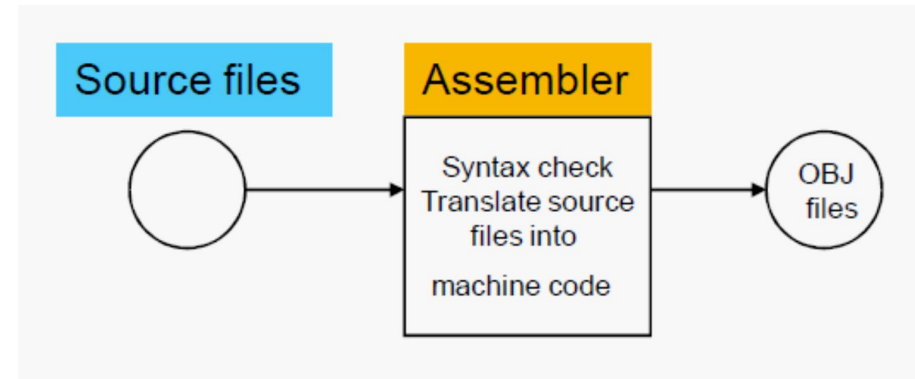 Source files
Assembler
Syntax check
Translate source
files into
machine code
OBJ
files